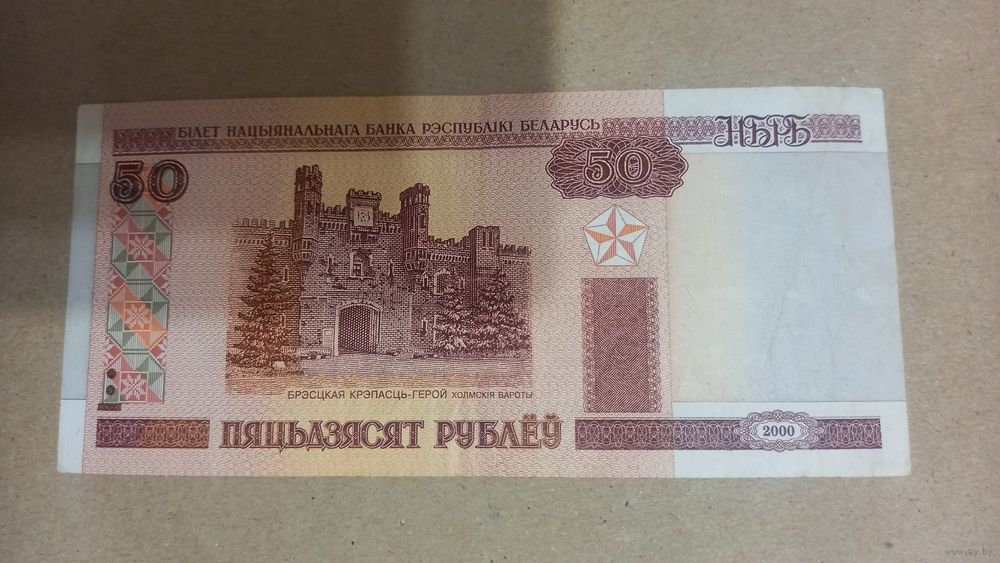 БІЛЕТ НАЦЫЯНАЛЬНАГА БАНКА РЭСПУБЛІКІ БЕЛАРУСЬ
НБРБ
50
50
БРЭСЦКАЯ КРЭПАСЦЬ-ГЕРОЙ ХОЛМСКІЯ ВАРОТЫ
ПЯЦЬДЗЯСЯТ РУБЛЁЎ
2000
www.ay.by